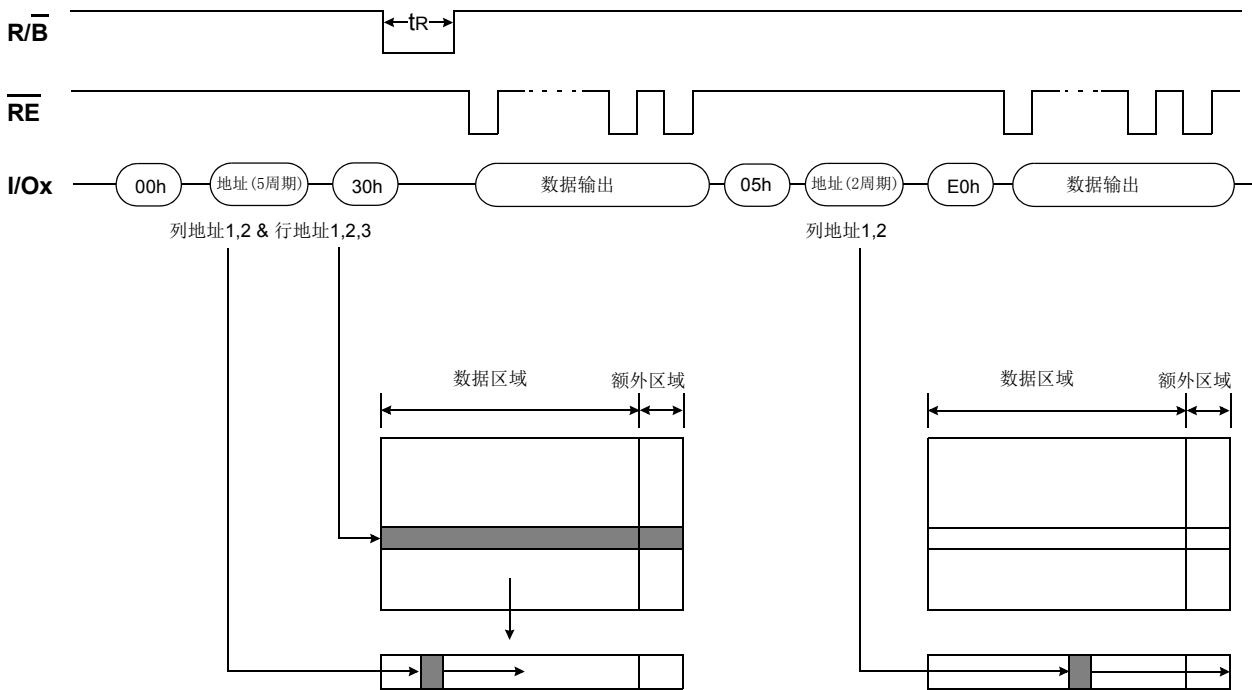 R/B
tR
RE
I/Ox
00h
地址(5周期)
30h
数据输出
05h
地址(2周期)
E0h
数据输出
列地址1,2 & 行地址1,2,3
列地址1,2
数据区域
额外区域
数据区域
额外区域